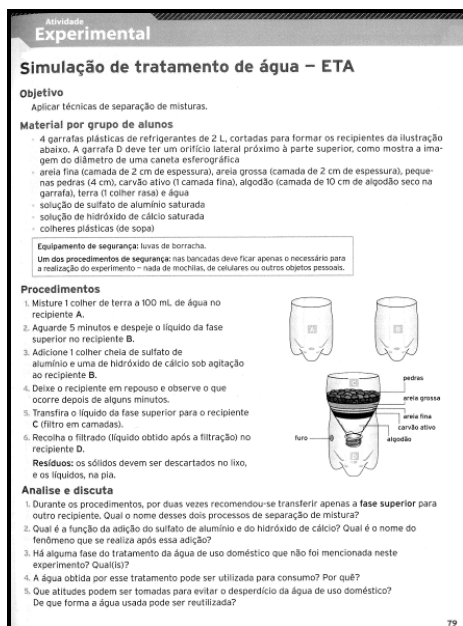 Atividade
Experimental
Simulação de tratamento de água – ETA
Objetivo
Aplicar técnicas de separação de misturas.
Material por grupo de alunos
• 4 garrafas plásticas de refrigerantes de 2 L, cortadas para formar os recipientes da ilustração
abaixo. A garrafa D deve ter um orifício lateral próximo à parte superior, como mostra a ima-
gem do diâmetro de uma caneta esferográfica
• areia fina (camada de 2 cm de espessura), areia grossa (camada de 2 cm de espessura), peque-
nas pedras (4 cm), carvão ativo (1 camada fina), algodão (camada de 10 cm de algodão seco na
garrafa), terra (1 colher rasa) e água
• solução de sulfato de alumínio saturada
• solução de hidróxido de cálcio saturada
• colheres plásticas (de sopa)
Equipamento de segurança: luvas de borracha.
Um dos procedimentos de segurança: nas bancadas deve ficar apenas o necessário para
a realização do experimento – nada de mochilas, de celulares ou outros objetos pessoais.
Procedimentos
1. Misture 1 colher de terra a 100 mL de água no
recipiente A.
2. Aguarde 5 minutos e despeje o líquido da fase
superior no recipiente B.
3. Adicione 1 colher cheia de sulfato de
alumínio e uma de hidróxido de cálcio sob agitação
ao recipiente B.
4. Deixe o recipiente em repouso e observe o que
ocorre depois de alguns minutos.
5. Transfira o líquido da fase superior para o recipiente
C (filtro em camadas).
6. Recolha o filtrado (líquido obtido após a filtração) no
recipiente D.
Resíduos: os sólidos devem ser descartados no lixo,
e os líquidos, na pia.
A
B
C
pedras
areia grossa
areia fina
carvão ativo
algodão
furo
D
Analise e discuta
1. Durante os procedimentos, por duas vezes recomendou-se transferir apenas a fase superior para
outro recipiente. Qual o nome desses dois processos de separação de mistura?
2. Qual é a função da adição do sulfato de alumínio e do hidróxido de cálcio? Qual é o nome do
fenômeno que se realiza após essa adição?
3. Há alguma fase do tratamento da água de uso doméstico que não foi mencionada neste
experimento? Qual(is)?
4. A água obtida por esse tratamento pode ser utilizada para consumo? Por quê?
5. Que atitudes podem ser tomadas para evitar o desperdício da água de uso doméstico?
De que forma a água usada pode ser reutilizada?
79